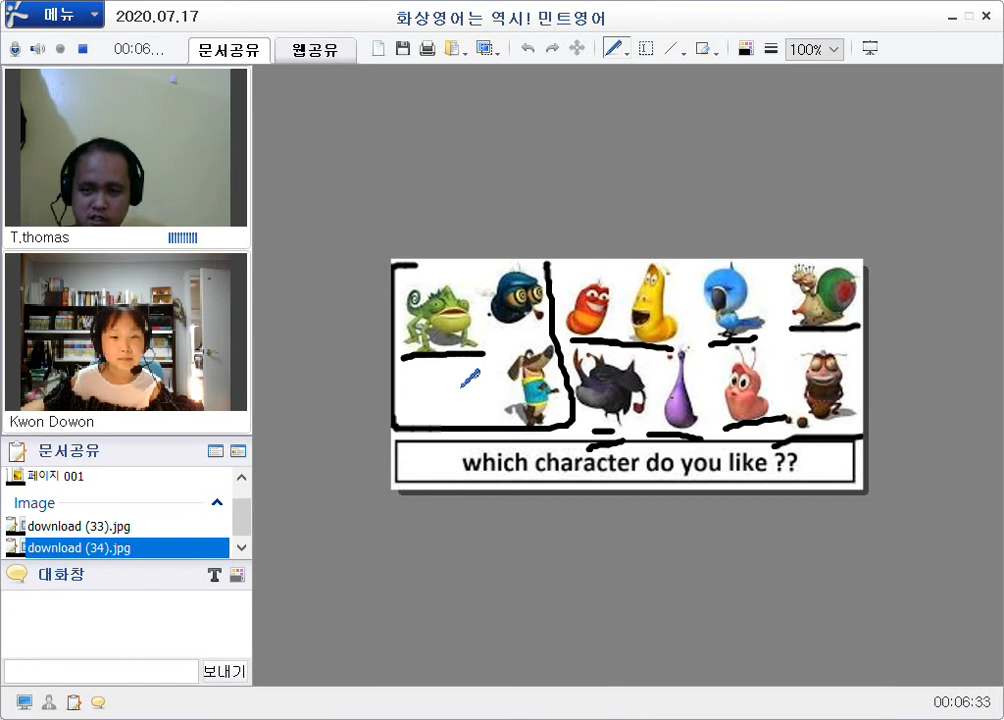 메뉴
2020.07.17
화상영어는 역시! 민트영어
00:06...
문서공유
웹공유
100%
T.thomas
Kwon Dowon
문서공유
페이지 001
Image
download (33).jpg
download (34).jpg
대화창
T
보내기
which character do you like ??
00:06:33